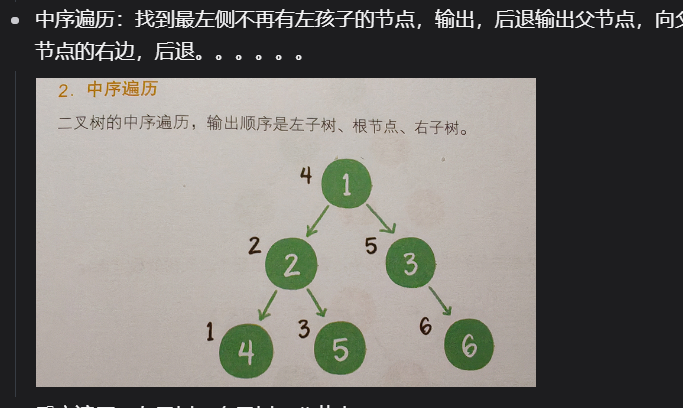 中序遍历：找到最左侧不再有左孩子的节点，输出，后退输出父节点，向
节点的右边，后退。。。。。。
2. 中序遍历
二叉树的中序遍历，输出顺序是左子树、根节点、右子树。
4 1
2 2 5 3
1 4 3 5 6 6